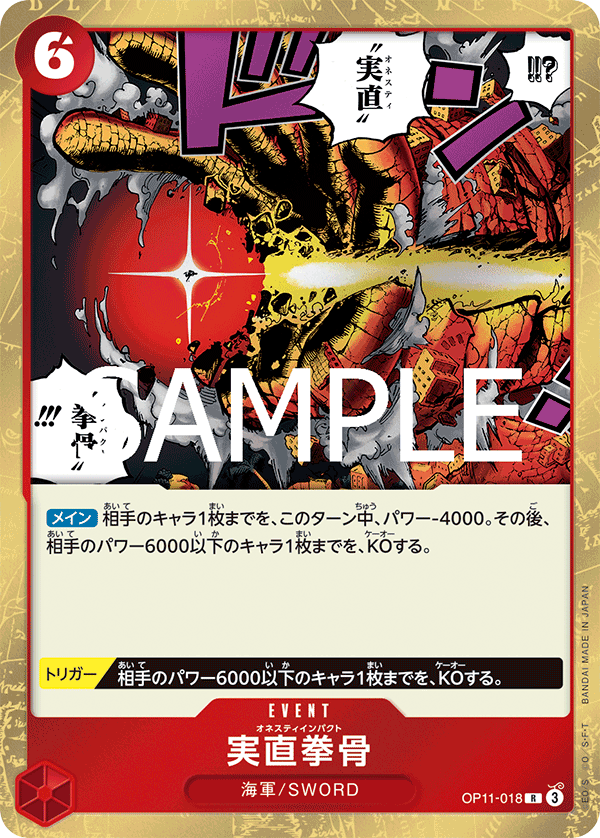 6
ドン
オネスティ
"実直"
!!?
拳骨"
!!!
SAMPLE
メイン 相手のキャラ1枚までを、このターン中、パワー-4000。その後、
相手のパワー6000以下のキャラ1枚までを、KOする。
トリガー 相手のパワー6000以下のキャラ1枚までを、KOする。
EVENT
オネスティインパクト
実直拳骨
海軍/SWORD
OP11-018 R 3
BANDAI MADE IN JAPAN